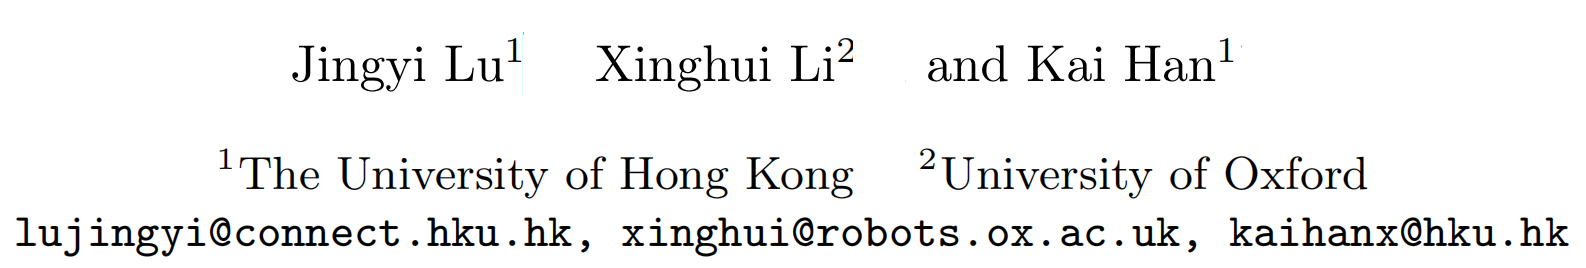 Jingyi Lu¹ Xinghui Li² and Kai Han¹
¹The University of Hong Kong ²University of Oxford
lujingyi@connect.hku.hk, xinghui@robots.ox.ac.uk, kaihanx@hku.hk